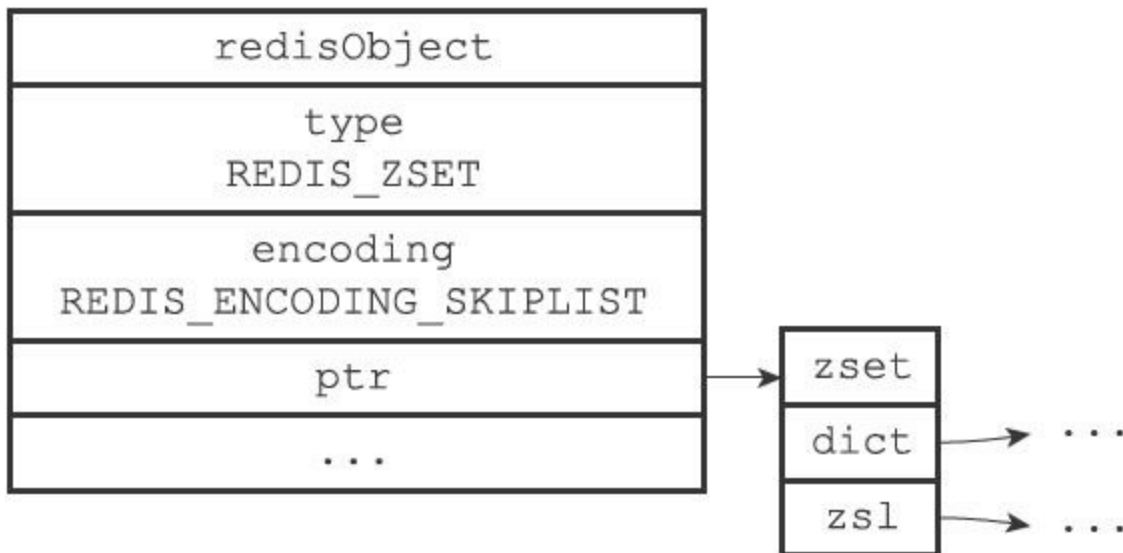 redisObject
type
REDIS_ZSET
encoding
REDIS_ENCODING_SKIPLIST
ptr
...
zset
dict
...
zsl
...